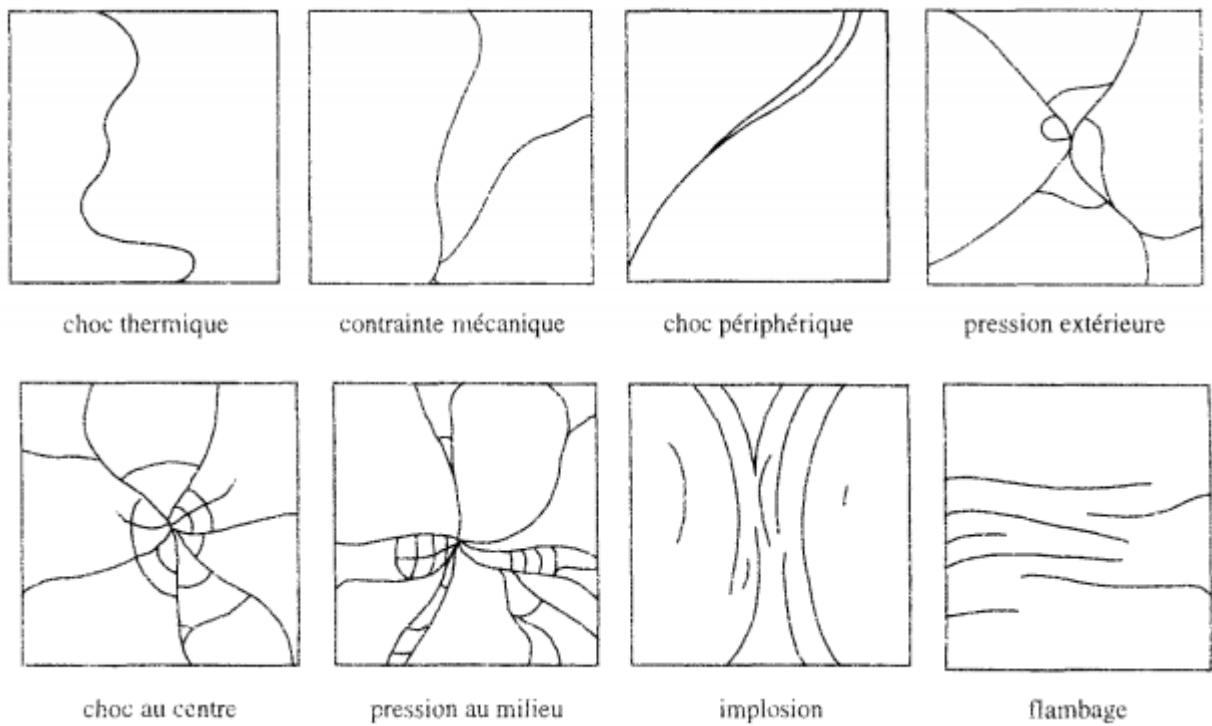 choc thermique
contrainte mécanique
choc périphérique
pression extérieure
choc au centre
pression au milieu
implosion
flambage